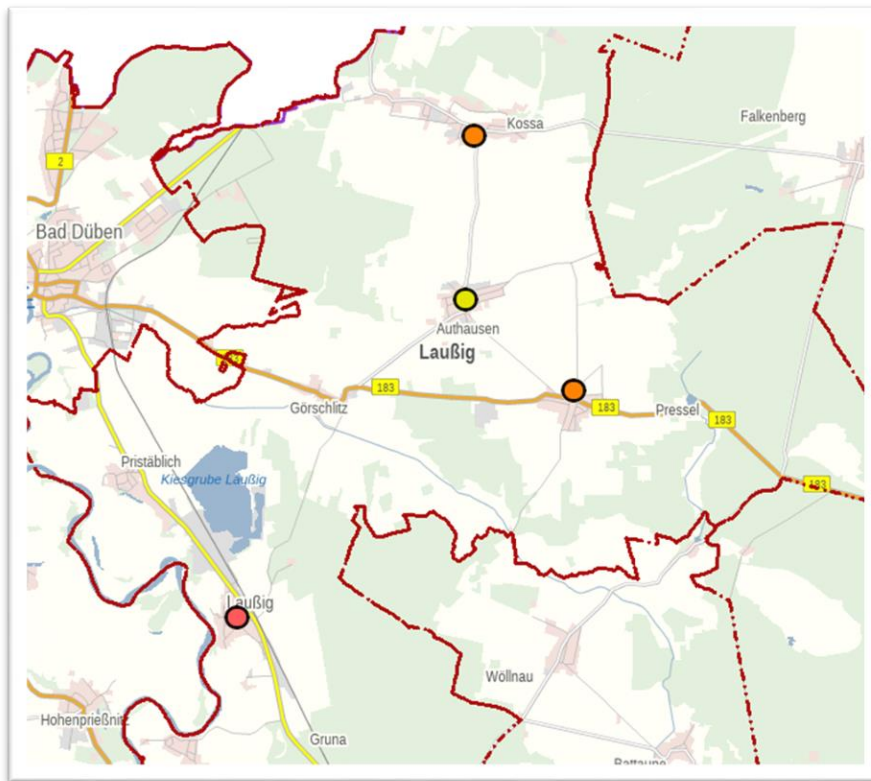 Kossa
Falkenberg
2
Bad Düben
Authausen
Laußig
183
Görschlitz
183
183
Pressel
183
Pristäblich
Kiesgrube Laußig
183
Laußig
Wöllnau
Hohenprießnitz
Gruna